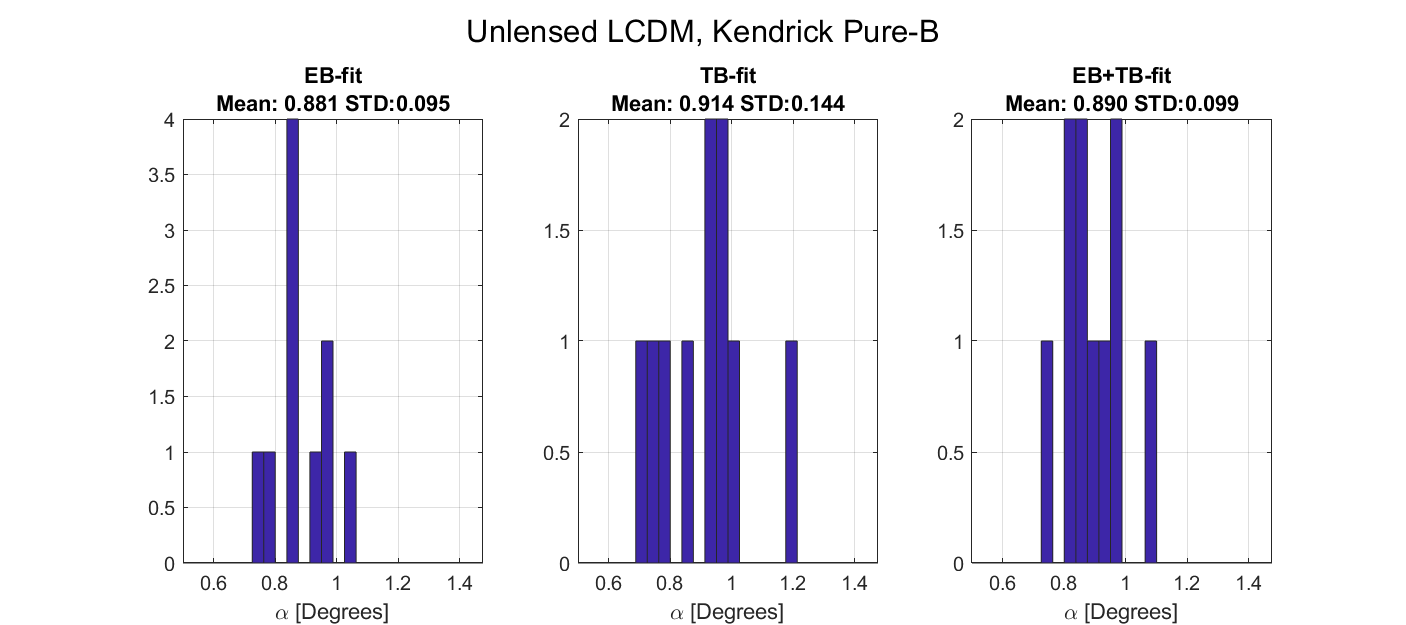 Unlensed LCDM, Kendrick Pure-B
EB-fit
Mean: 0.881 STD:0.095
4
3.5
3
2.5
2
1.5
1
0.5
0
0.6 0.8 1 1.2 1.4
α [Degrees]
TB-fit
Mean: 0.914 STD:0.144
2
1.5
1
0.5
0
0.6 0.8 1 1.2 1.4
α [Degrees]
EB+TB-fit
Mean: 0.890 STD:0.099
2
1.5
1
0.5
0
0.6 0.8 1 1.2 1.4
α [Degrees]